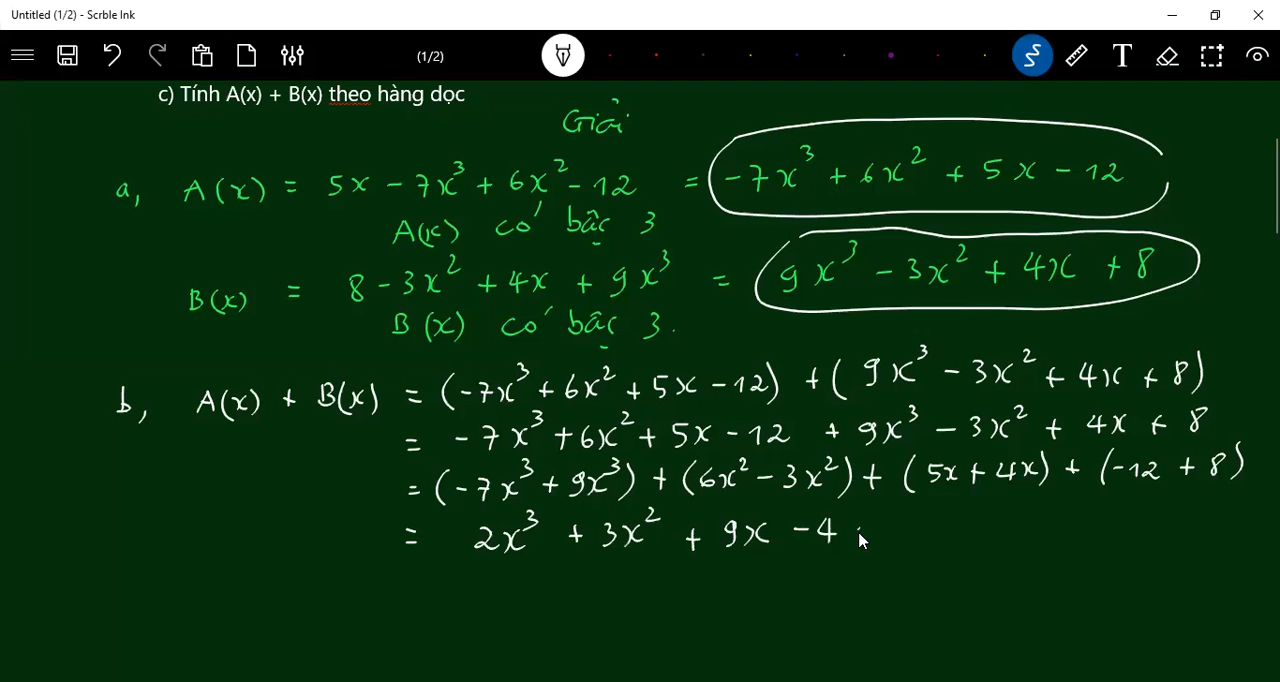 Untitled (1/2) - Scrble Ink
(1/2)
T
c) Tính A(x) + B(x) theo hàng dọc
Giải
a, A(x) = 5x - 7x³ + 6x² - 12 = -7x³ + 6x² + 5x - 12
A(x) có bậc 3
B(x) = 8 - 3x² + 4x + 9x³ = 9x³ - 3x² + 4x + 8
B(x) có bậc 3.
b, A(x) + B(x) = (-7x³ + 6x² + 5x - 12) + (9x³ - 3x² + 4x + 8)
= -7x³ + 6x² + 5x - 12 + 9x³ - 3x² + 4x + 8
= (-7x³ + 9x³) + (6x² - 3x²) + (5x + 4x) + (-12 + 8)
= 2x³ + 3x² + 9x - 4